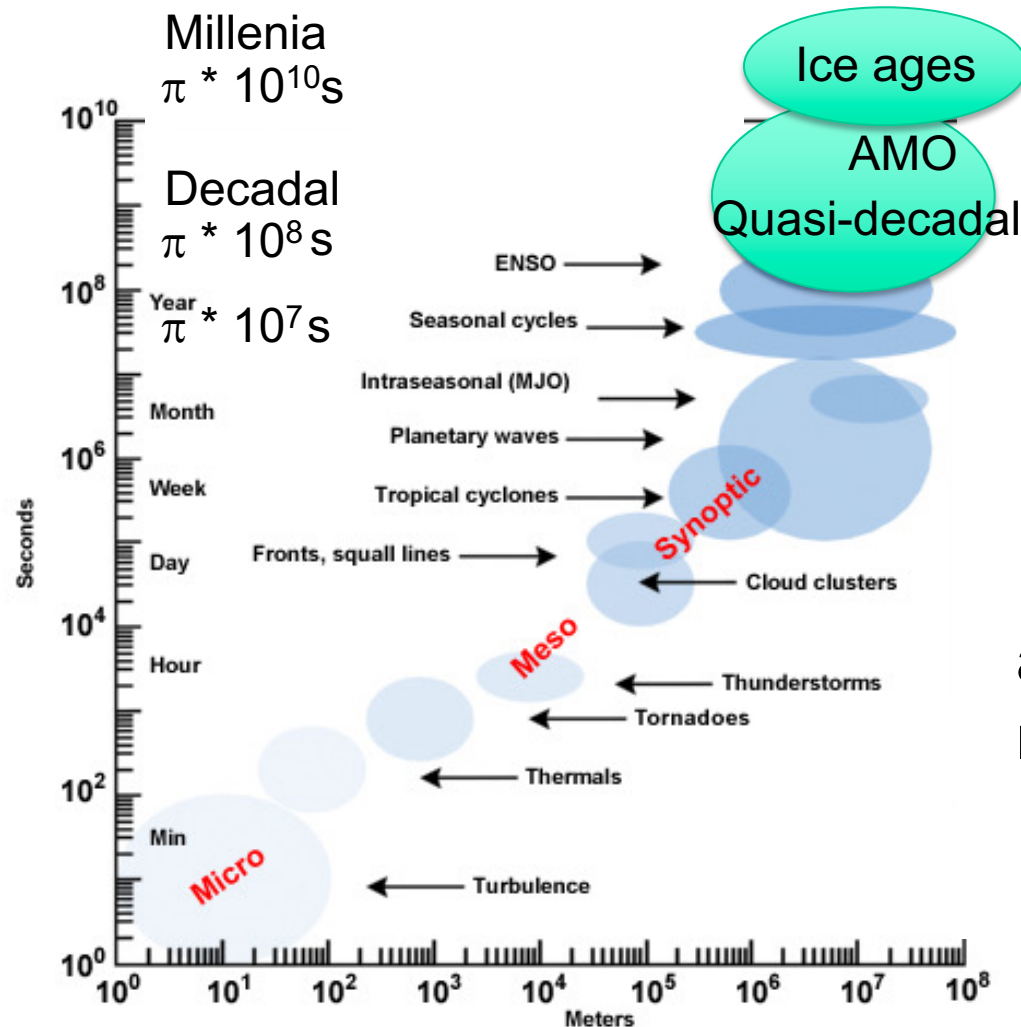 Millenia
π * 10¹⁰s
Ice ages
10¹⁰
AMO
Decadal
Quasi-decadal
π * 10⁸ s
ENSO
10⁸
Year
π * 10⁷ s
Seasonal cycles
Intraseasonal (MJO)
Month
Planetary waves
10⁶
Week
Tropical cyclones
Synoptic
Seconds
Day
Fronts, squall lines
Cloud clusters
10⁴
Meso
Hour
Thunderstorms
Tornadoes
Thermals
10²
Min
Micro
Turbulence
10⁰
10⁰ 10¹ 10² 10³ 10⁴ 10⁵ 10⁶ 10⁷ 10⁸
Meters